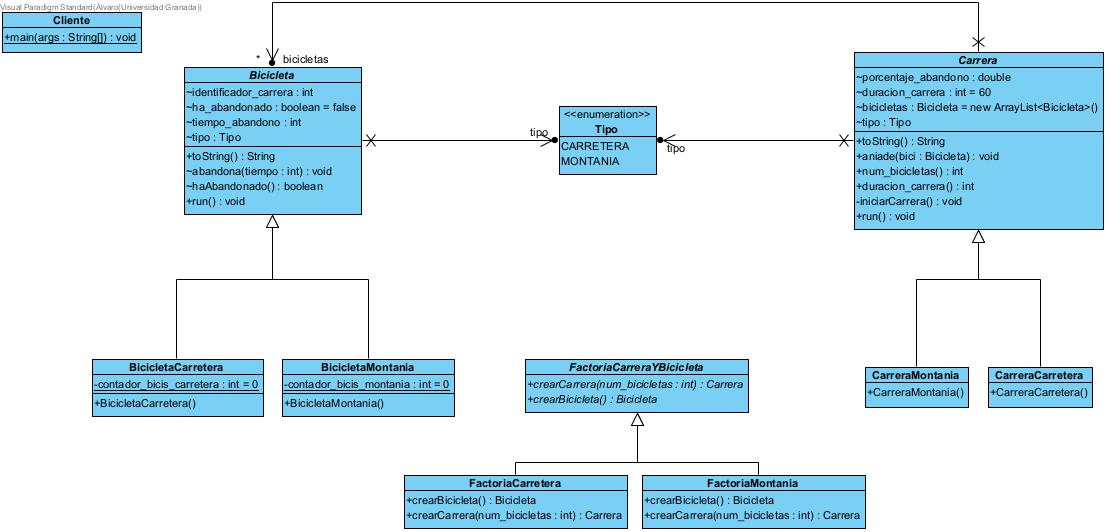 Visual Paradigm Standard(Álvaro(Universidad Granada))
Cliente
+main(args : String[]) : void
* bicicletas
Bicicleta
~identificador_carrera : int
~ha_abandonado : boolean = false
~tiempo_abandono : int
~tipo : Tipo
+toString() : String
~abandona(tiempo : int) : void
~haAbandonado() : boolean
+run() : void
tipo
<<enumeration>>
Tipo
CARRETERA
MONTANIA
tipo
Carrera
~porcentaje_abandono : double
~duracion_carrera : int = 60
~bicicletas : Bicicleta = new ArrayList<Bicicleta>()
~tipo : Tipo
+toString() : String
+aniade(bici : Bicicleta) : void
+num_bicicletas() : int
+duracion_carrera() : int
-iniciarCarrera() : void
+run() : void
BicicletaCarretera
-contador_bicis_carretera : int = 0
+BicicletaCarretera()
BicicletaMontania
-contador_bicis_montania : int = 0
+BicicletaMontania()
FactoriaCarreraYBicicleta
+crearCarrera(num_bicicletas : int) : Carrera
+crearBicicleta() : Bicicleta
CarreraMontania
+CarreraMontania()
CarreraCarretera
+CarreraCarretera()
FactoriaCarretera
+crearBicicleta() : Bicicleta
+crearCarrera(num_bicicletas : int) : Carrera
FactoriaMontania
+crearBicicleta() : Bicicleta
+crearCarrera(num_bicicletas : int) : Carrera